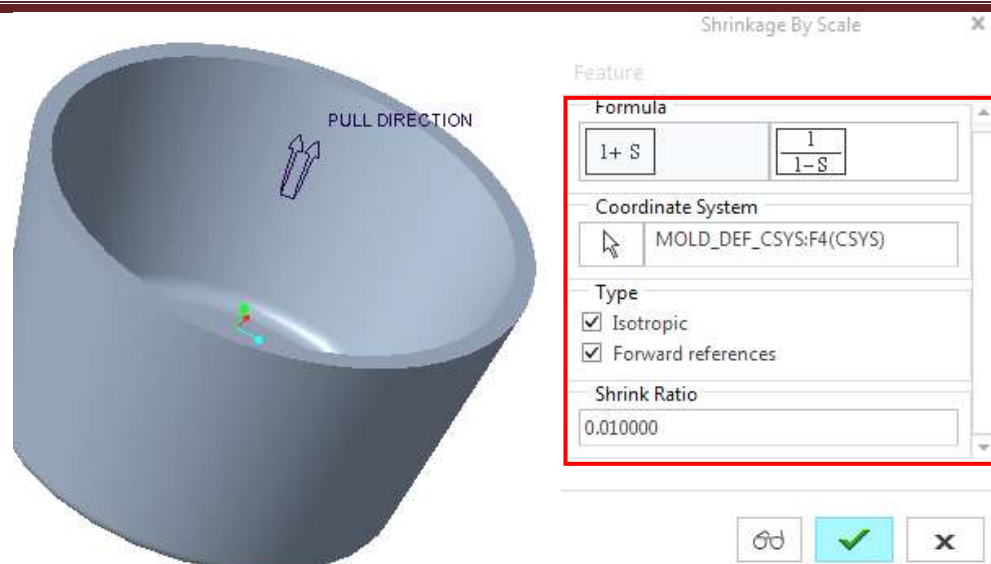 Shrinkage By Scale
Feature
PULL DIRECTION
Formula
1+ S
1
1-S
Coordinate System
MOLD_DEF_CSYS:F4(CSYS)
Type
Isotropic
Forward references
Shrink Ratio
0.010000